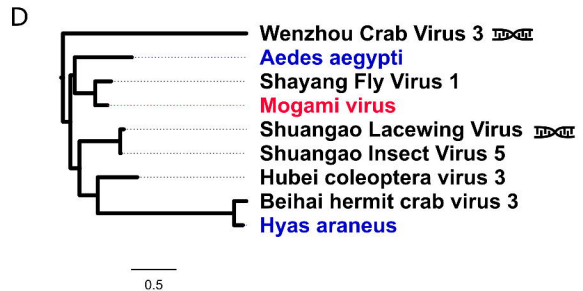 D
Wenzhou Crab Virus 3
Aedes aegypti
Shayang Fly Virus 1
Mogami virus
Shuangao Lacewing Virus
Shuangao Insect Virus 5
Hubei coleoptera virus 3
Beihai hermit crab virus 3
Hyas araneus
0.5